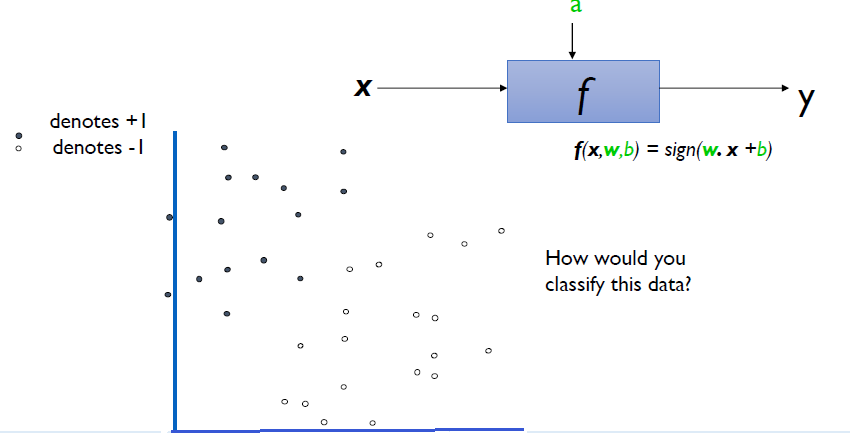 a
x
f
y
denotes +1
denotes -1
f(x,w,b) = sign(w. x +b)
How would you
classify this data?